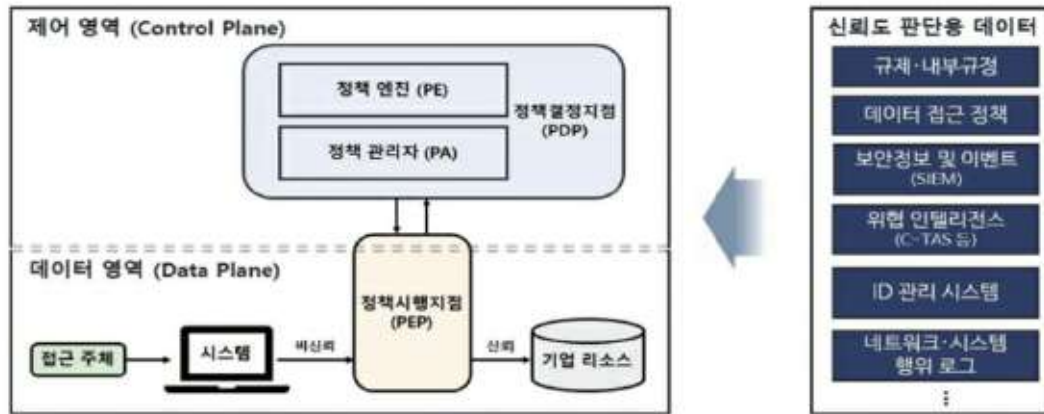 제어 영역 (Control Plane)
정책 엔진 (PE)
정책 관리자 (PA)
정책결정지점
(PDP)
데이터 영역 (Data Plane)
접근 주체
시스템
비신뢰
정책시행지점
(PEP)
신뢰
기업 리소스
신뢰도 판단용 데이터
규제·내부규정
데이터 접근 정책
보안정보 및 이벤트
(SIEM)
위협 인텔리전스
(C-TAS 등)
ID 관리 시스템
네트워크·시스템
행위 로그
⋮